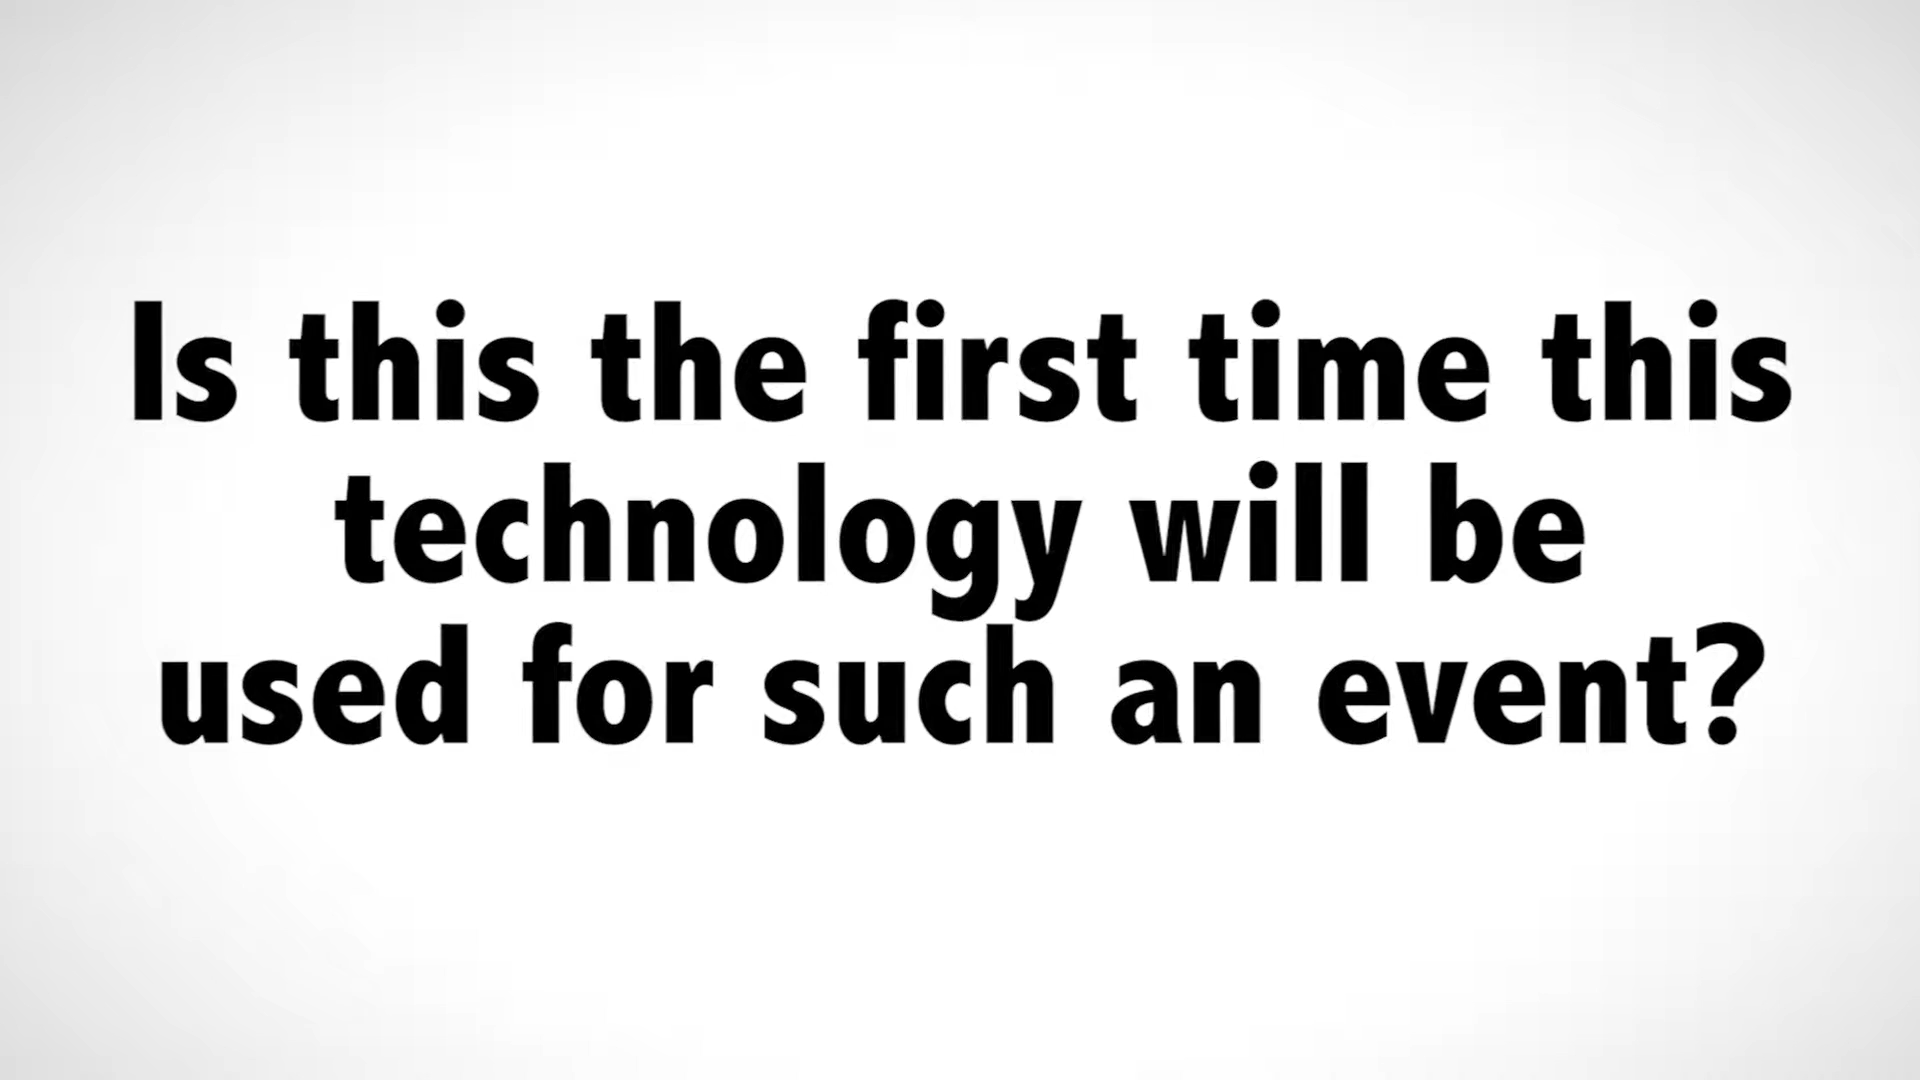 Is this the first time this
technology will be
used for such an event?